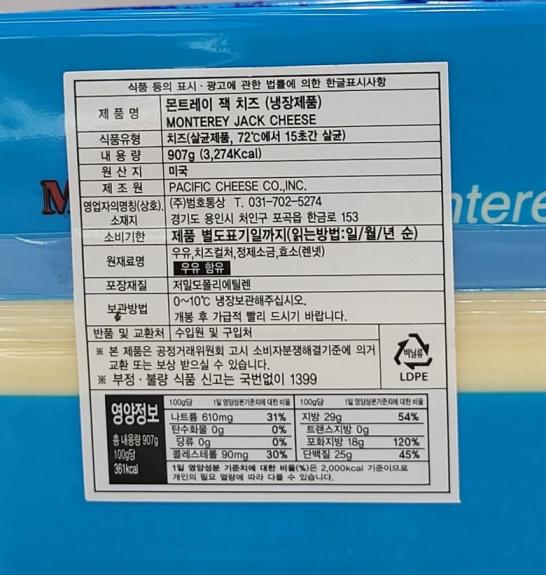 식품 등의 표시·광고에 관한 법률에 의한 한글표시사항
제 품 명 몬트레이 잭 치즈 (냉장제품)
MONTEREY JACK CHEESE
식품유형 치즈(살균제품, 72℃에서 15초간 살균)
내 용 량 907g (3,274Kcal)
원 산 지 미국
제 조 원 PACIFIC CHEESE CO.,INC.
영업자의명칭(상호), (주)범호통상 T. 031-702-5274
소재지 경기도 용인시 처인구 포곡읍 한금로 153
소비기한 제품 별도표기일까지(읽는방법:일/월/년 순)
원재료명 우유,치즈컬처,정제소금,효소(렌넷)
우유 함유
포장재질 저밀도폴리에틸렌
보관방법 0~10℃ 냉장보관해주십시오.
개봉 후 가급적 빨리 드시기 바랍니다.
반품 및 교환처 수입원 및 구입처
※ 본 제품은 공정거래위원회 고시 소비자분쟁해결기준에 의거
교환 또는 보상 받으실 수 있습니다.
※ 부정·불량 식품 신고는 국번없이 1399
비닐류
LDPE
영양정보
총 내용량 907g
100g당
361kcal
100g당 1일 영양성분기준치에 대한 비율 100g당 1일 영양성분기준치에 대한 비율
나트륨 610mg 31% 지방 29g 54%
탄수화물 0g 0% 트랜스지방 0g
당류 0g 0% 포화지방 18g 120%
콜레스테롤 90mg 30% 단백질 25g 45%
1일 영양성분 기준치에 대한 비율(%)은 2,000kcal 기준이므로
개인의 필요 열량에 따라 다를 수 있습니다.
M
ntere